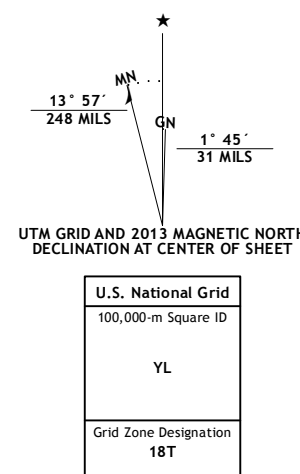 ★
MN
GN
13° 57´
248 MILS
1° 45´
31 MILS
UTM GRID AND 2013 MAGNETIC NORTH
DECLINATION AT CENTER OF SHEET
U.S. National Grid
100,000-m Square ID
YL
Grid Zone Designation
18T